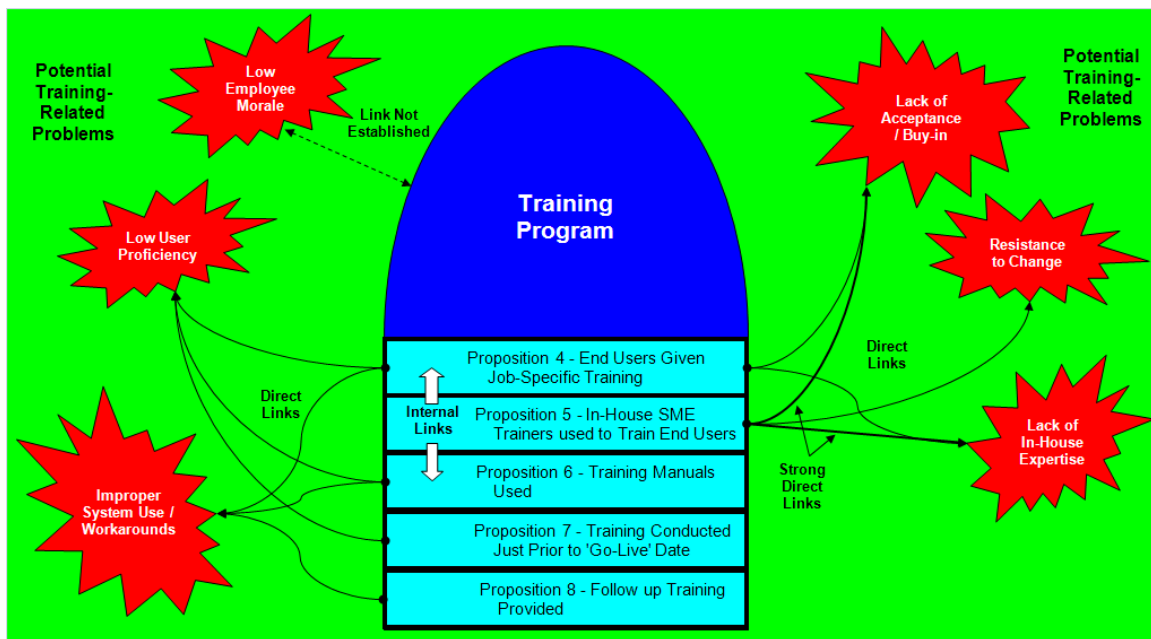 Potential
Training-
Related
Problems
Low
Employee
Morale
Link Not
Established
Lack of
Acceptance
/ Buy-in
Potential
Training-
Related
Problems
Training
Program
Low User
Proficiency
Resistance
to Change
Direct
Links
Internal
Links
Proposition 4 - End Users Given
Job-Specific Training
Proposition 5 - In-House SME
Trainers used to Train End Users
Proposition 6 - Training Manuals
Used
Proposition 7 - Training Conducted
Just Prior to 'Go-Live' Date
Proposition 8 - Follow up Training
Provided
Direct
Links
Strong
Direct
Links
Lack of
In-House
Expertise
Improper
System Use /
Workarounds